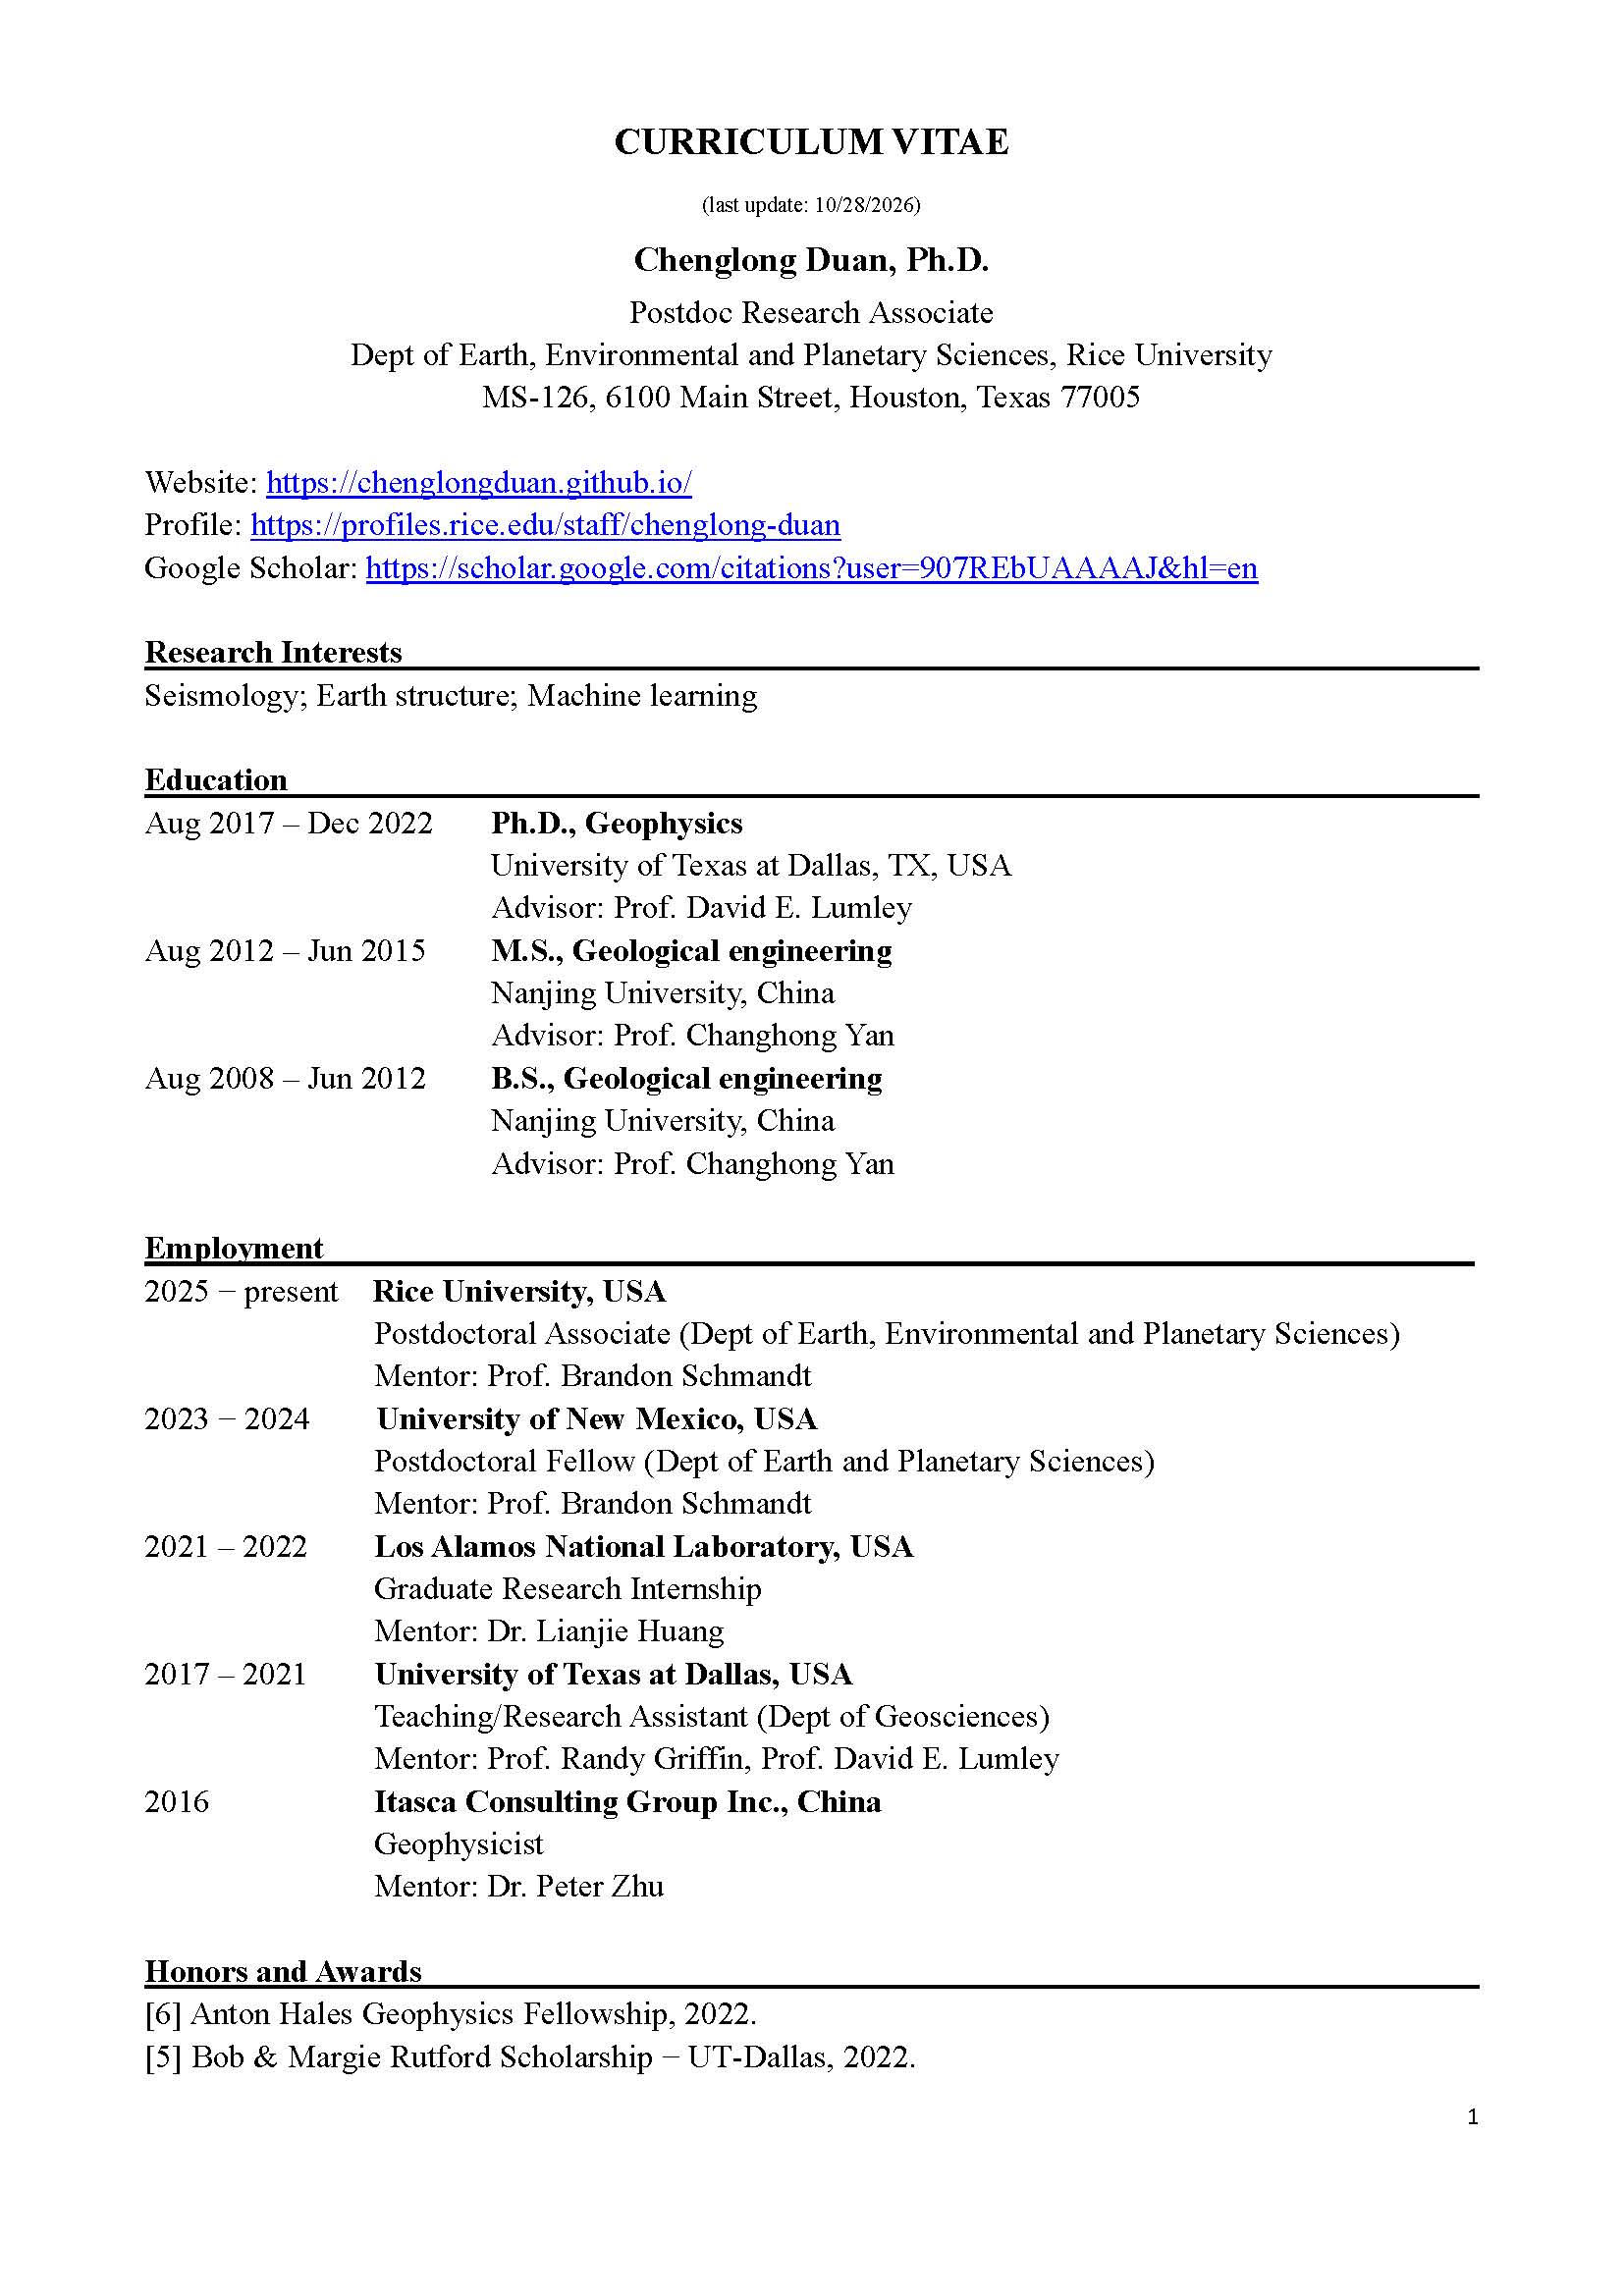 CURRICULUM VITAE
(last update: 10/28/2026)
Chenglong Duan, Ph.D.
Postdoc Research Associate
Dept of Earth, Environmental and Planetary Sciences, Rice University
MS-126, 6100 Main Street, Houston, Texas 77005
Website: https://chenglongduan.github.io/
Profile: https://profiles.rice.edu/staff/chenglong-duan
Google Scholar: https://scholar.google.com/citations?user=907REbUAAAAJ&hl=en
Research Interests
Seismology; Earth structure; Machine learning
Education
Aug 2017 – Dec 2022 Ph.D., Geophysics
University of Texas at Dallas, TX, USA
Advisor: Prof. David E. Lumley
Aug 2012 – Jun 2015 M.S., Geological engineering
Nanjing University, China
Advisor: Prof. Changhong Yan
Aug 2008 – Jun 2012 B.S., Geological engineering
Nanjing University, China
Advisor: Prof. Changhong Yan
Employment
2025 − present Rice University, USA
Postdoctoral Associate (Dept of Earth, Environmental and Planetary Sciences)
Mentor: Prof. Brandon Schmandt
2023 − 2024 University of New Mexico, USA
Postdoctoral Fellow (Dept of Earth and Planetary Sciences)
Mentor: Prof. Brandon Schmandt
2021 – 2022 Los Alamos National Laboratory, USA
Graduate Research Internship
Mentor: Dr. Lianjie Huang
2017 – 2021 University of Texas at Dallas, USA
Teaching/Research Assistant (Dept of Geosciences)
Mentor: Prof. Randy Griffin, Prof. David E. Lumley
2016 Itasca Consulting Group Inc., China
Geophysicist
Mentor: Dr. Peter Zhu
Honors and Awards
[6] Anton Hales Geophysics Fellowship, 2022.
[5] Bob & Margie Rutford Scholarship − UT-Dallas, 2022.
1